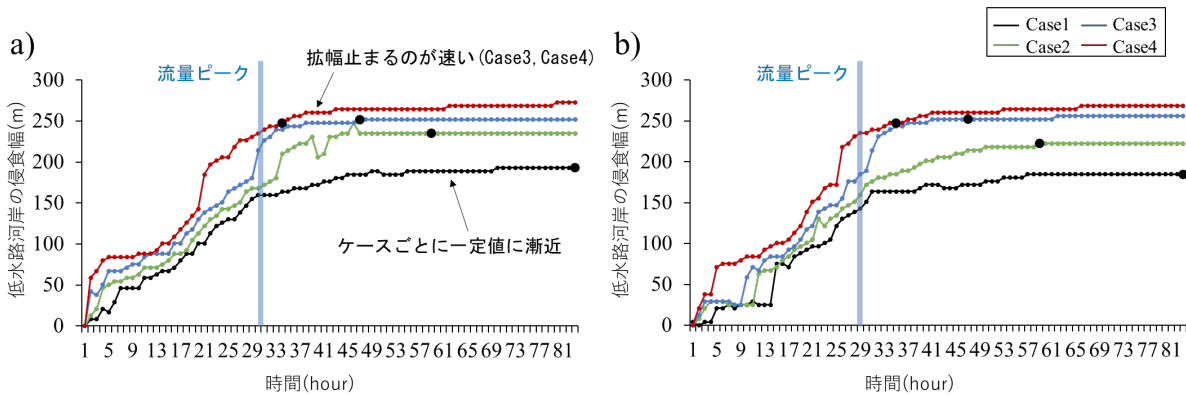 Case1
Case3
Case2
Case4
a)
拡幅止まるのが速い(Case3, Case4)
流量ピーク
300
250
200
150
100
50
0
低水路河岸の侵食幅(m)
ケースごとに一定値に漸近
1 5 9 13 17 21 25 29 33 37 41 45 49 53 57 61 65 69 73 77 81
時間(hour)
b)
流量ピーク
300
250
200
150
100
50
0
低水路河岸の侵食幅(m)
1 5 9 13 17 21 25 29 33 37 41 45 49 53 57 61 65 69 73 77 81
時間(hour)